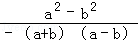 a² − b²
− (a+b) (a−b)